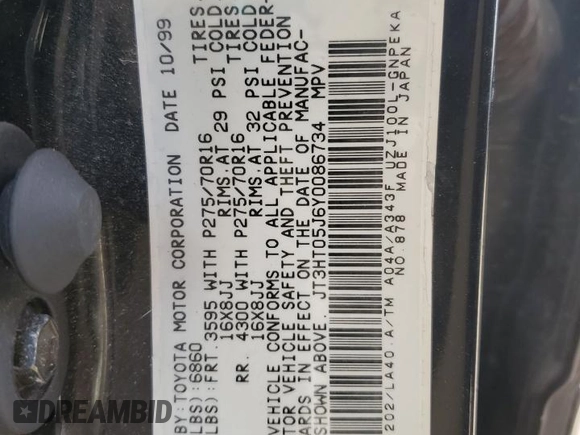 BY:TOYOTA MOTOR CORPORATION DATE 10/99
LBS):6860
LBS):FRT.3595 WITH P275/70R16 TIRES.
16X8JJ RIMS.AT 29 PSI COLD
RR. 4300 WITH P275/70R16 TIRES
16X8JJ RIMS.AT 32 PSI COLD
VEHICLE CONFORMS TO ALL APPLICABLE FEDER-
TOR VEHICLE SAFETY AND THEFT PREVENTION
ARDS IN EFFECT ON THE DATE OF MANUFAC-
SHOWN ABOVE. JT3HT05J6Y0086734 MPV
202/LA40 A/TM A04A/A343F UZJ100L-GNPEKA
NO.878 MADE IN JAPAN
DREAMBID